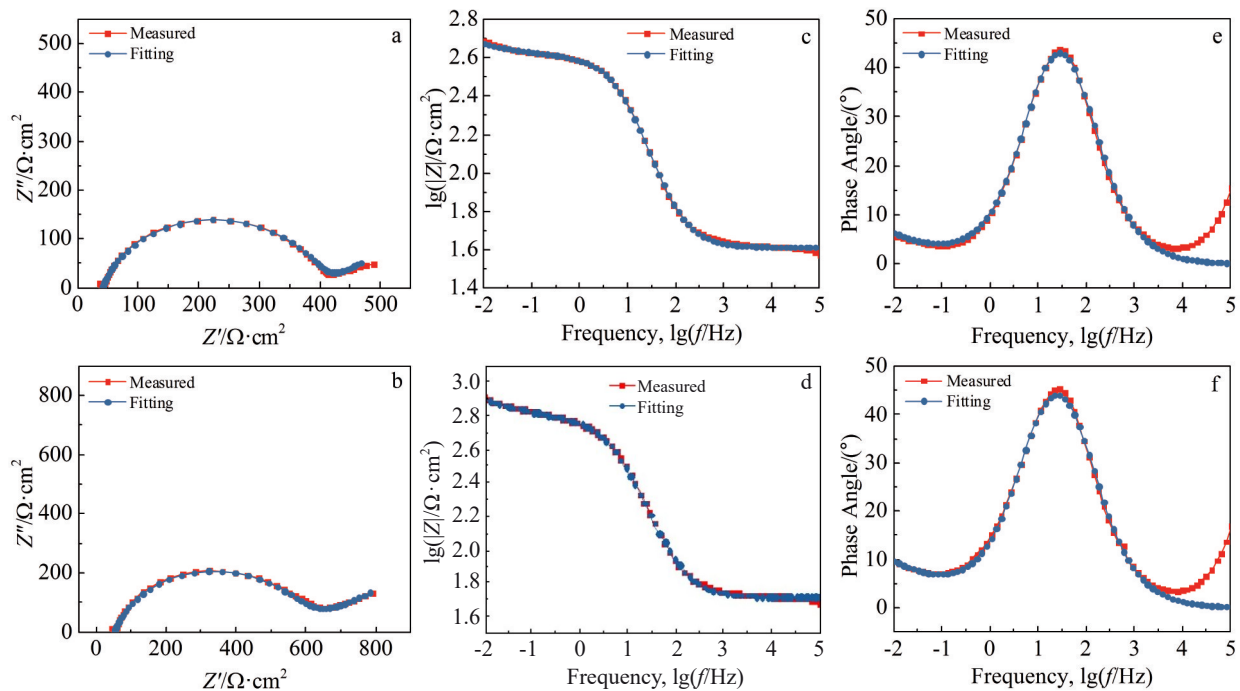 a
Measured
Fitting
500
400
300
200
100
0
0 100 200 300 400 500
Z″/Ω·cm²
Z′/Ω·cm²
c
Measured
Fitting
2.8
2.6
2.4
2.2
2.0
1.8
1.6
1.4
-2 -1 0 1 2 3 4 5
lg(|Z|/Ω·cm²)
Frequency, lg(f/Hz)
e
Measured
Fitting
50
40
30
20
10
0
-2 -1 0 1 2 3 4 5
Phase Angle/(°)
Frequency, lg(f/Hz)
b
Measured
Fitting
800
600
400
200
0
0 200 400 600 800
Z″/Ω·cm²
Z′/Ω·cm²
d
Measured
Fitting
3.0
2.8
2.6
2.4
2.2
2.0
1.8
1.6
-2 -1 0 1 2 3 4 5
lg(|Z|/Ω·cm²)
Frequency, lg(f/Hz)
f
Measured
Fitting
50
40
30
20
10
0
-2 -1 0 1 2 3 4 5
Phase Angle/(°)
Frequency, lg(f/Hz)